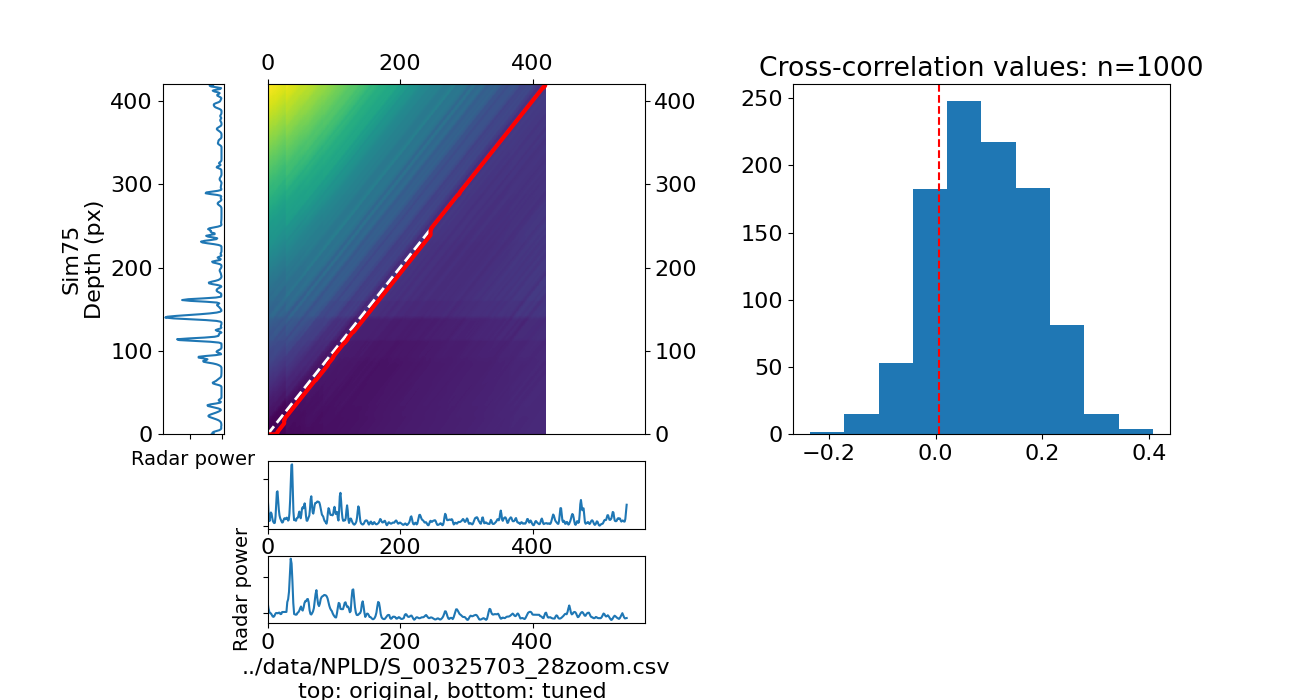 Cross-correlation values: n=1000
0 200 400
400
300
200
100
0
Sim75
Depth (px)
Radar power
400
300
200
100
0
250
200
150
100
50
0
−0.2 0.0 0.2 0.4
0 200 400
Radar power
0 200 400
../data/NPLD/S_00325703_28zoom.csv
top: original, bottom: tuned